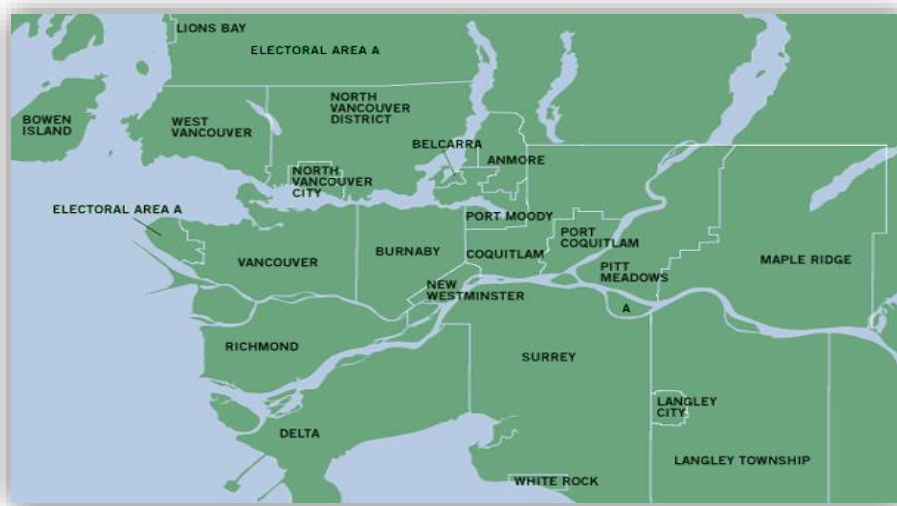 LIONS BAY
ELECTORAL AREA A
BOWEN
ISLAND
WEST
VANCOUVER
NORTH
VANCOUVER
DISTRICT
BELCARRA
ANMORE
NORTH
VANCOUVER
CITY
ELECTORAL AREA A
PORT MOODY
VANCOUVER
BURNABY
COQUITLAM
PORT
COQUITLAM
PITT
MEADOWS
MAPLE RIDGE
NEW
WESTMINSTER
A
RICHMOND
SURREY
LANGLEY
CITY
DELTA
LANGLEY TOWNSHIP
WHITE ROCK